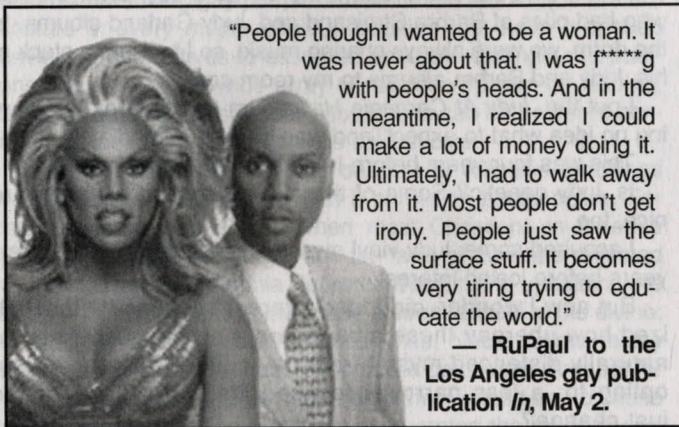 “People thought I wanted to be a woman. It
was never about that. I was f*****g
with people’s heads. And in the
meantime, I realized I could
make a lot of money doing it.
Ultimately, I had to walk away
from it. Most people don’t get
irony. People just saw the
surface stuff. It becomes
very tiring trying to edu-
cate the world.”
— RuPaul to the
Los Angeles gay pub-
lication In, May 2.